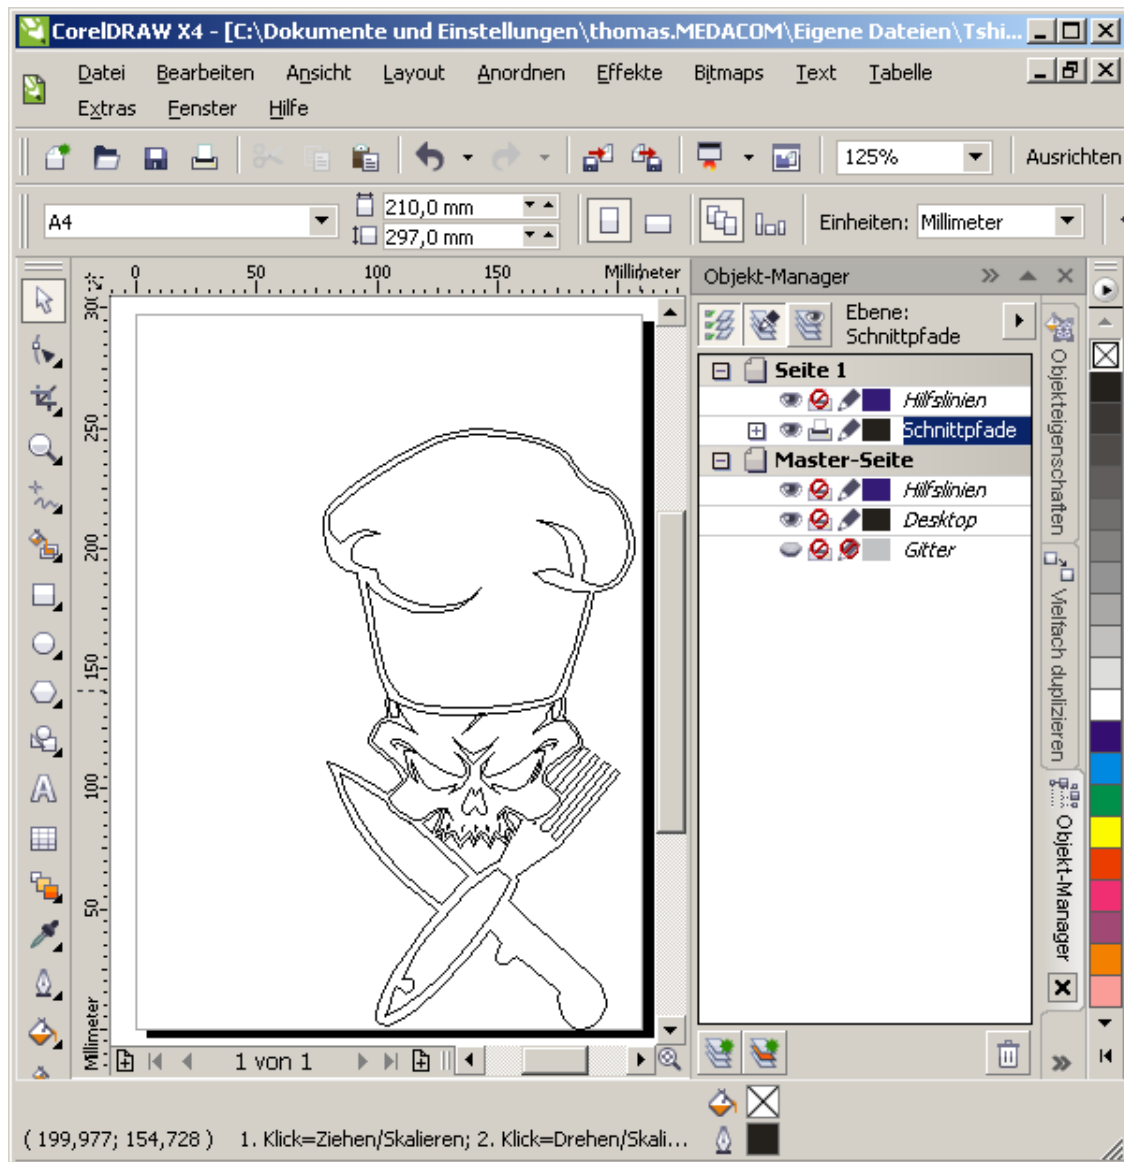 CorelDRAW X4 - [C:\Dokumente und Einstellungen\thomas.MEDACOM\Eigene Dateien\Tshi...
Datei Bearbeiten Ansicht Layout Anordnen Effekte Bitmaps Text Tabelle
Extras Fenster Hilfe
125% Ausrichten
A4
210,0 mm
297,0 mm
Einheiten: Millimeter
0 50 100 150 Millimeter
300
250
200
150
100
50
Millimeter
Objekt-Manager
Ebene:
Schnittpfade
Seite 1
Hilfslinien
Schnittpfade
Master-Seite
Hilfslinien
Desktop
Gitter
Objekteigenschaften
Vielfach duplizieren
Objekt-Manager
1 von 1
( 199,977; 154,728 ) 1. Klick=Ziehen/Skalieren; 2. Klick=Drehen/Skali...